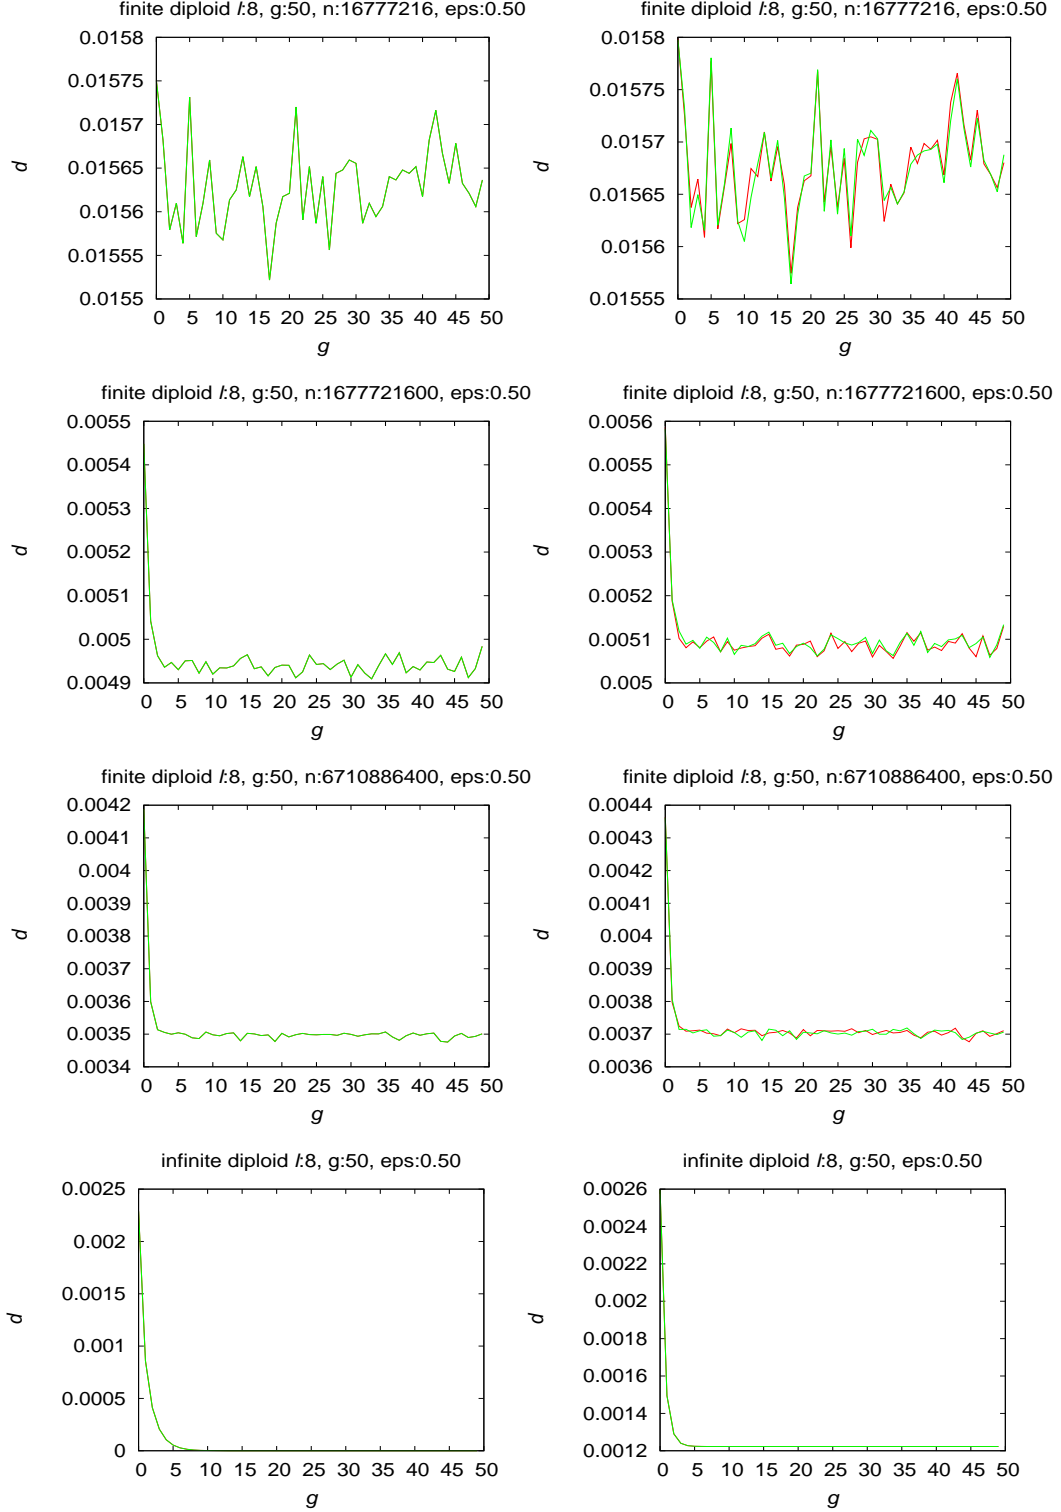 finite diploid l:8, g:50, n:16777216, eps:0.50
0.0158
0.01575
0.0157
0.01565
0.0156
0.01555
0.0155
d
0 5 10 15 20 25 30 35 40 45 50
g
finite diploid l:8, g:50, n:16777216, eps:0.50
0.0158
0.01575
0.0157
0.01565
0.0156
0.01555
d
0 5 10 15 20 25 30 35 40 45 50
g
finite diploid l:8, g:50, n:1677721600, eps:0.50
0.0055
0.0054
0.0053
0.0052
0.0051
0.005
0.0049
d
0 5 10 15 20 25 30 35 40 45 50
g
finite diploid l:8, g:50, n:1677721600, eps:0.50
0.0056
0.0055
0.0054
0.0053
0.0052
0.0051
0.005
d
0 5 10 15 20 25 30 35 40 45 50
g
finite diploid l:8, g:50, n:6710886400, eps:0.50
0.0042
0.0041
0.004
0.0039
0.0038
0.0037
0.0036
0.0035
0.0034
d
0 5 10 15 20 25 30 35 40 45 50
g
finite diploid l:8, g:50, n:6710886400, eps:0.50
0.0044
0.0043
0.0042
0.0041
0.004
0.0039
0.0038
0.0037
0.0036
d
0 5 10 15 20 25 30 35 40 45 50
g
infinite diploid l:8, g:50, eps:0.50
0.0025
0.002
0.0015
0.001
0.0005
0
d
0 5 10 15 20 25 30 35 40 45 50
g
infinite diploid l:8, g:50, eps:0.50
0.0026
0.0024
0.0022
0.002
0.0018
0.0016
0.0014
0.0012
d
0 5 10 15 20 25 30 35 40 45 50
g